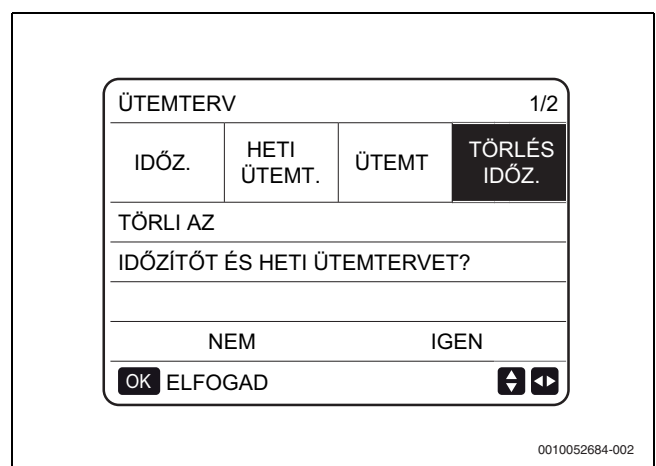 ÜTEMTERV 1/2
IDŐZ. HETI ÜTEMT. ÜTEMT TÖRLÉS IDŐZ.
TÖRLI AZ
IDŐZÍTŐT ÉS HETI ÜTEMTERVET?
NEM IGEN
OK ELFOGAD
0010052684-002